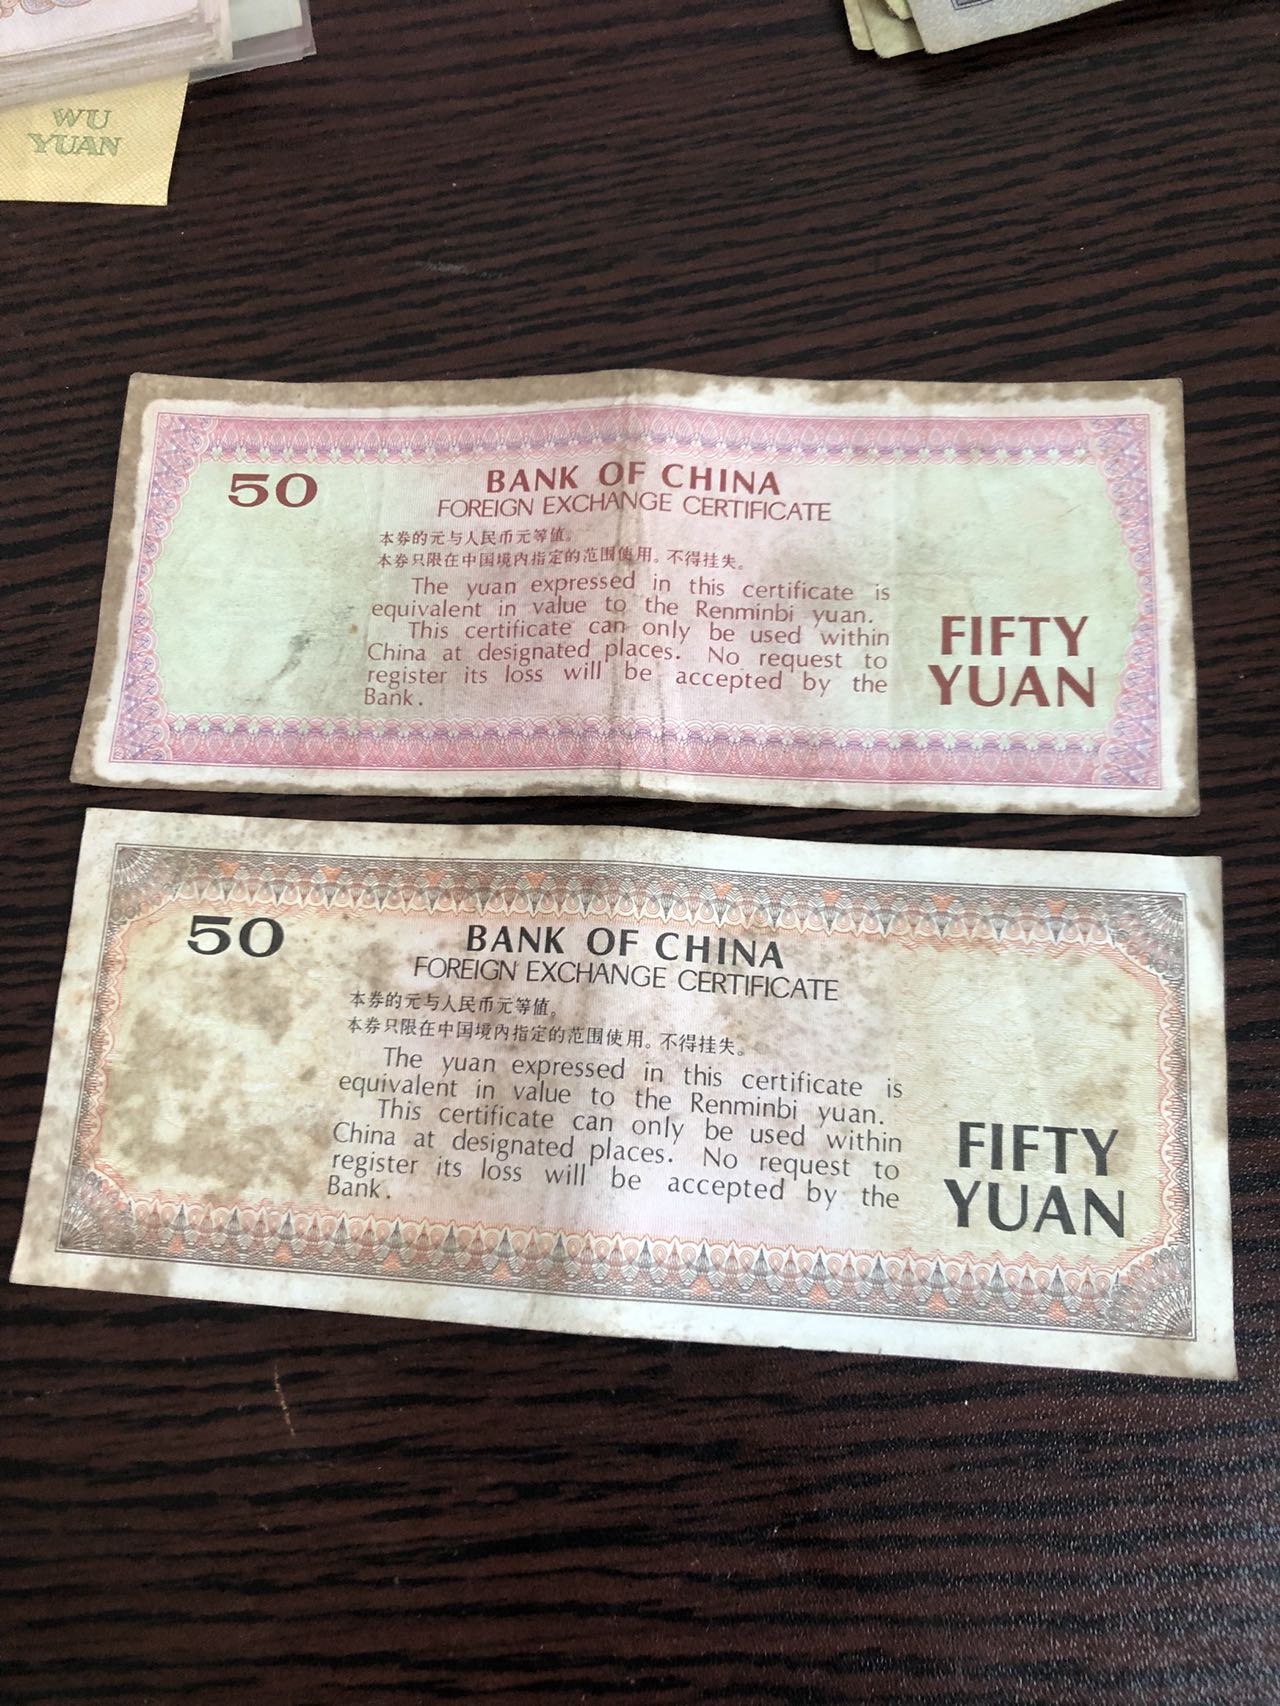 WU
YUAN
50
BANK OF CHINA
FOREIGN EXCHANGE CERTIFICATE
本券的元与人民币元等值。
本券只限在中国境内指定的范围使用。不得挂失。
The yuan expressed in this certificate is
equivalent in value to the Renminbi yuan.
This certificate can only be used within
China at designated places. No request to
register its loss will be accepted by the
Bank.
FIFTY
YUAN
50
BANK OF CHINA
FOREIGN EXCHANGE CERTIFICATE
本券的元与人民币元等值。
本券只限在中国境内指定的范围使用。不得挂失。
The yuan expressed in this certificate is
equivalent in value to the Renminbi yuan.
This certificate can only be used within
China at designated places. No request to
register its loss will be accepted by the
Bank.
FIFTY
YUAN